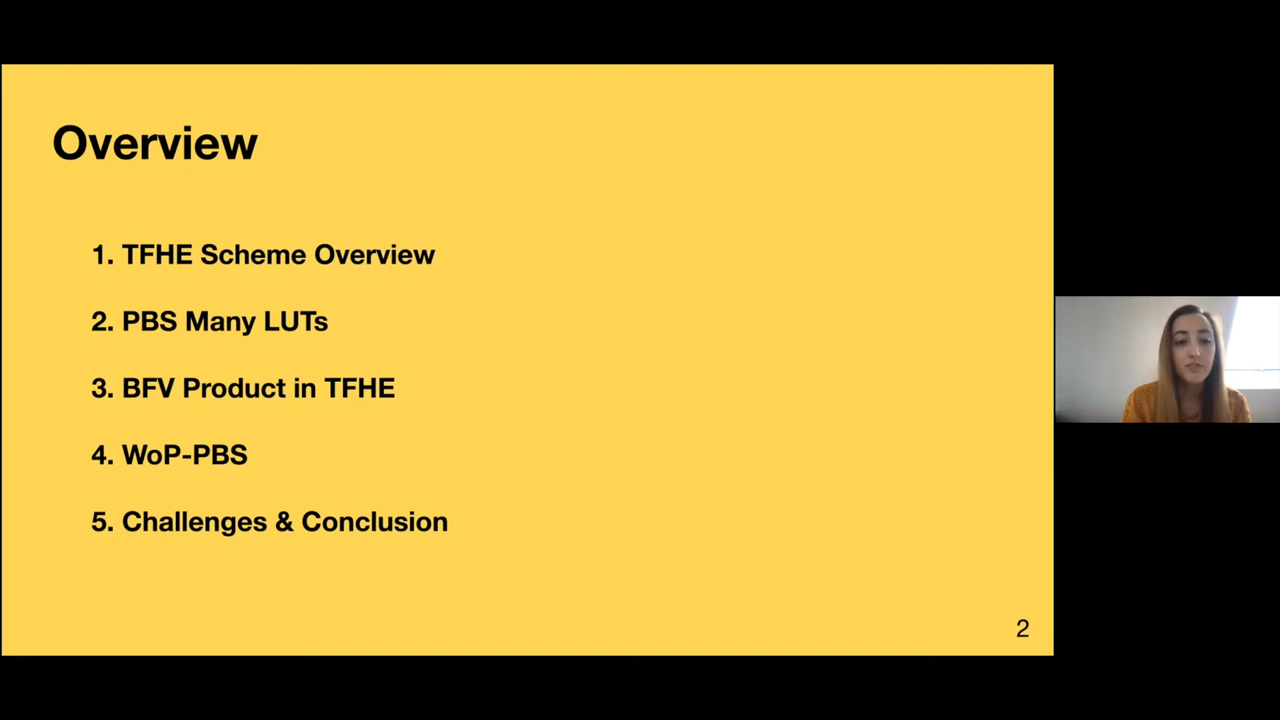 Overview
1. TFHE Scheme Overview
2. PBS Many LUTs
3. BFV Product in TFHE
4. WoP-PBS
5. Challenges & Conclusion
2